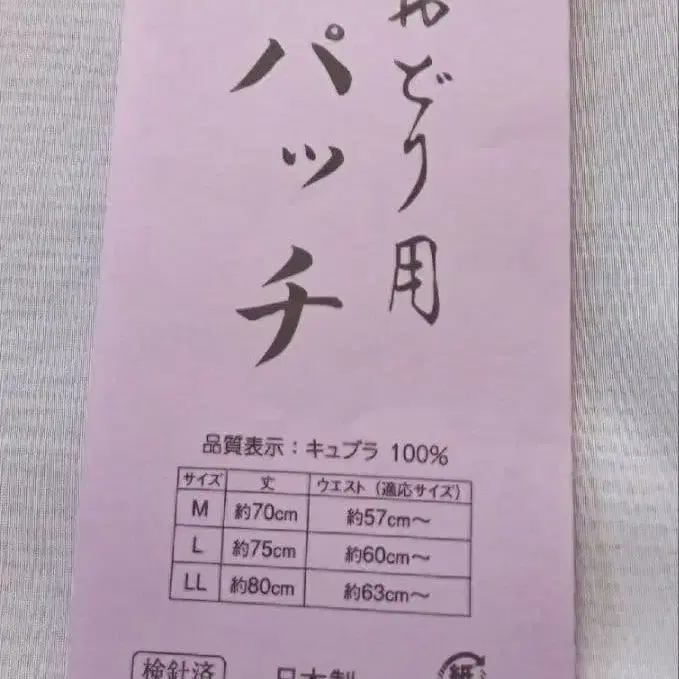 おどり用
パッチ
品質表示：キュプラ 100%
サイズ 丈 ウエスト（適応サイズ）
M 約70cm 約57cm〜
L 約75cm 約60cm〜
LL 約80cm 約63cm〜
検針済 日本製 紙